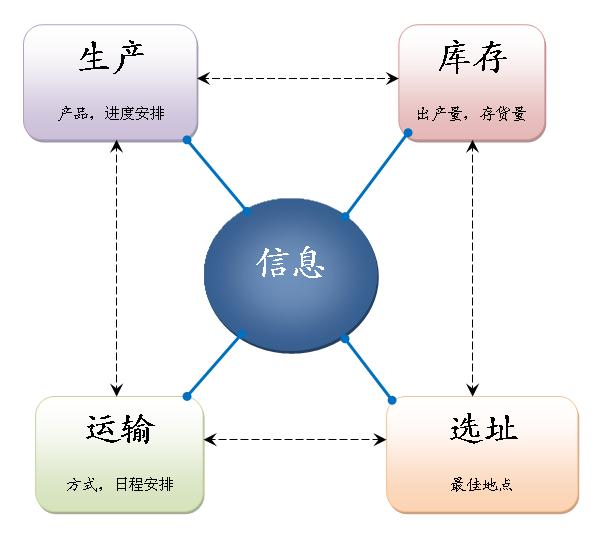 生产
产品，进度安排
库存
出产量，存货量
信息
运输
方式，日程安排
选址
最佳地点